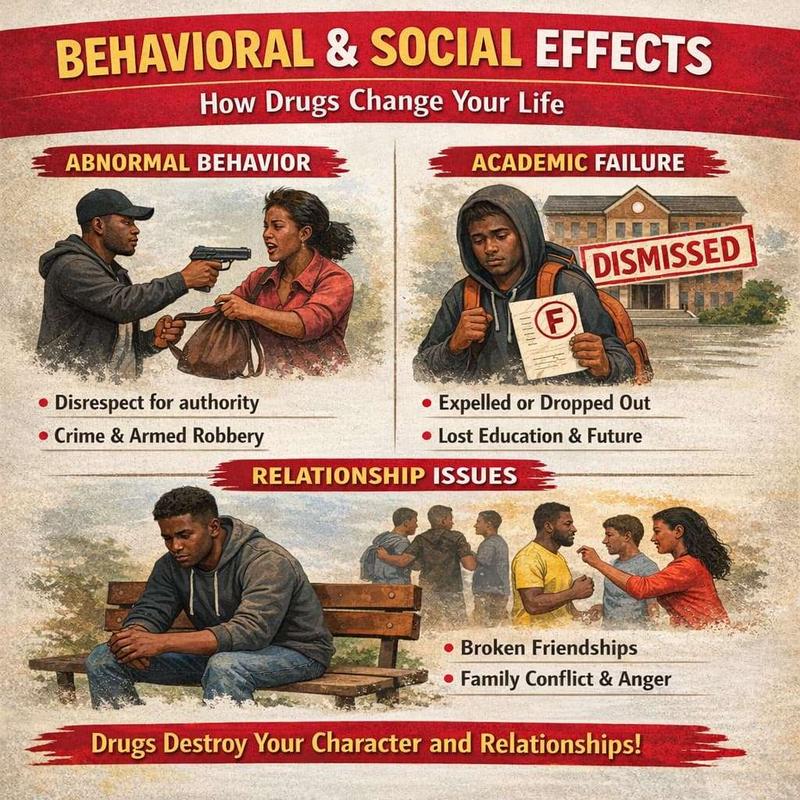 BEHAVIORAL & SOCIAL EFFECTS
How Drugs Change Your Life
ABNORMAL BEHAVIOR
• Disrespect for authority
• Crime & Armed Robbery
ACADEMIC FAILURE
DISMISSED
F
• Expelled or Dropped Out
• Lost Education & Future
RELATIONSHIP ISSUES
• Broken Friendships
• Family Conflict & Anger
Drugs Destroy Your Character and Relationships!